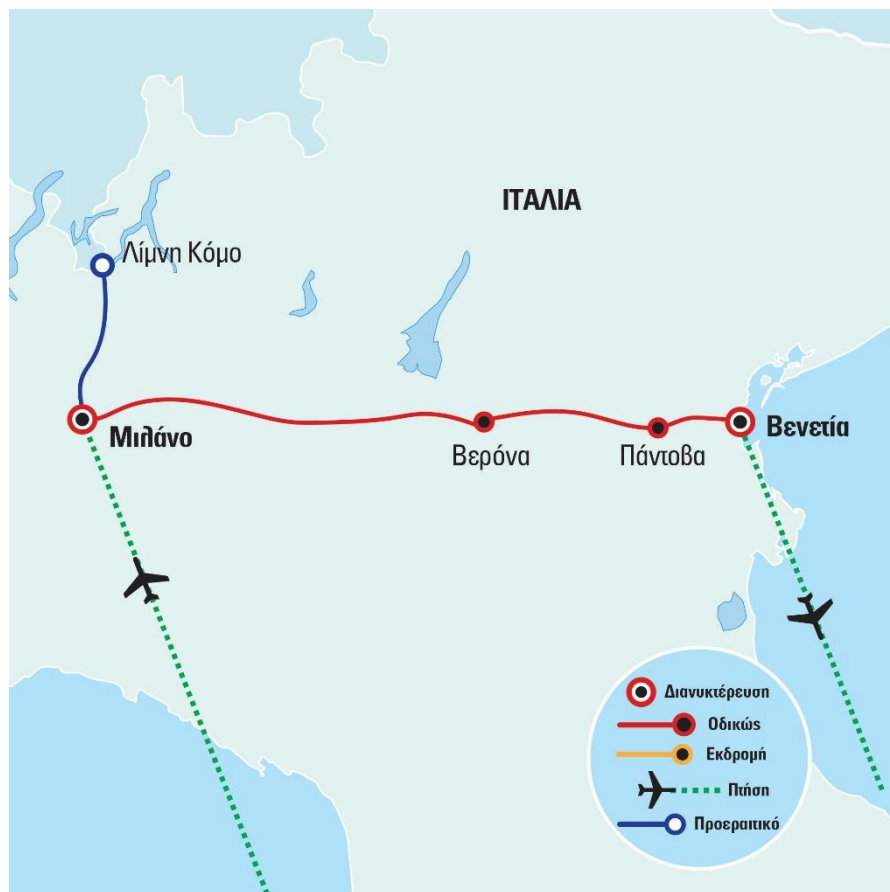 ΙΤΑΛΙΑ
Λίμνη Κόμο
Μιλάνο
Βερόνα
Πάντοβα
Βενετία
Διανυκτέρευση
Οδικώς
Εκδρομή
Πτήση
Προεραιτικό